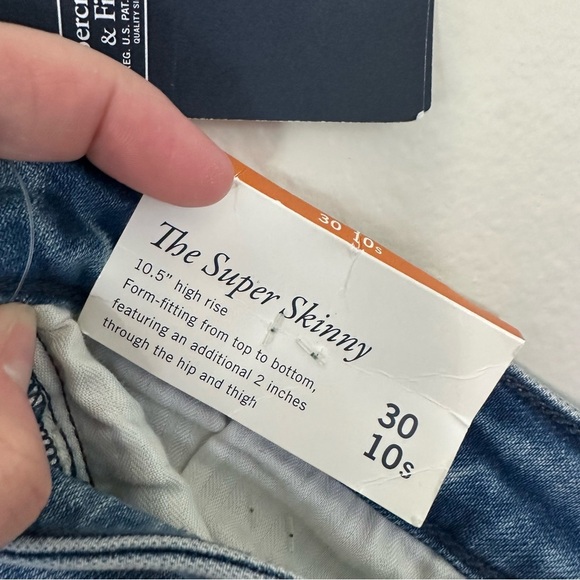 & Fi
REG. U.S. PAT.
QUALITY
30 10s
The Super Skinny
10.5" high rise
Form-fitting from top to bottom,
featuring an additional 2 inches
through the hip and thigh
30
10s